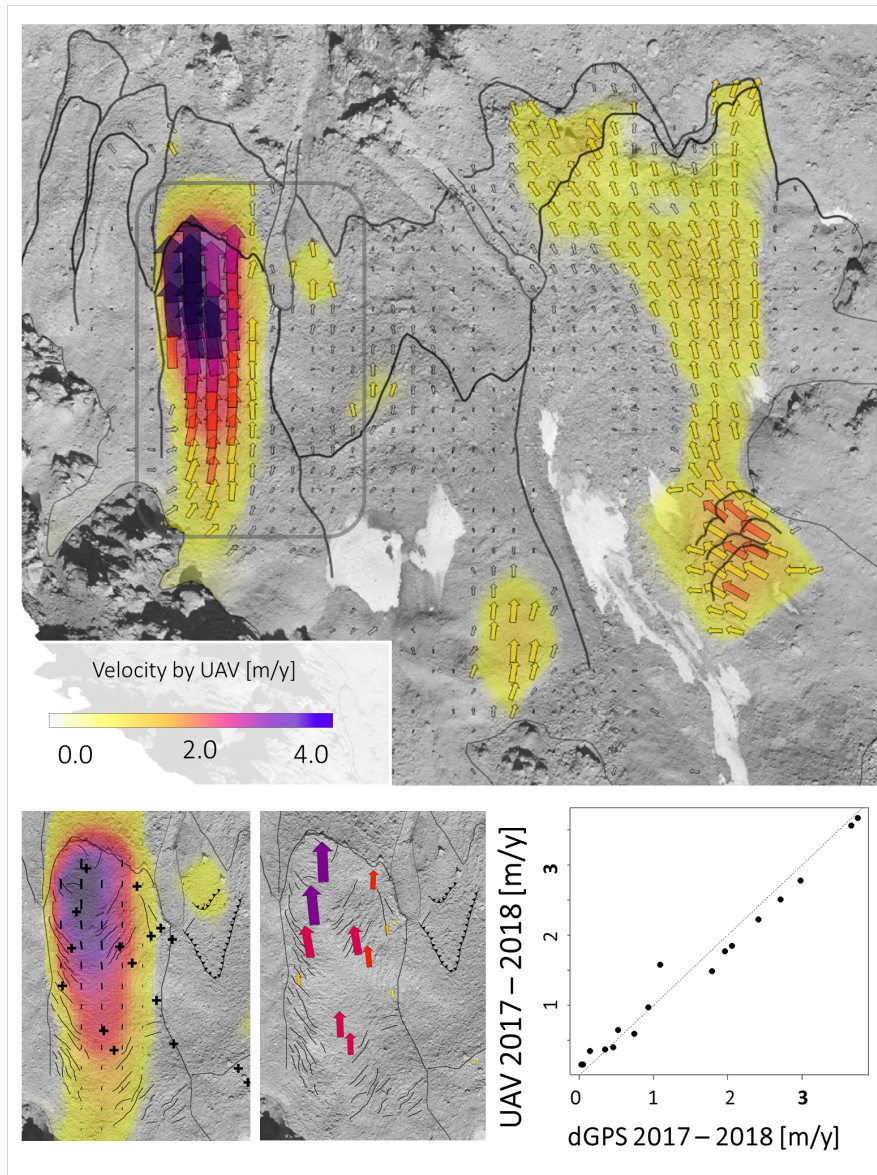 Velocity by UAV [m/y]
0.0 2.0 4.0
UAV 2017 – 2018 [m/y]
3
2
1
0 1 2 3
dGPS 2017 – 2018 [m/y]